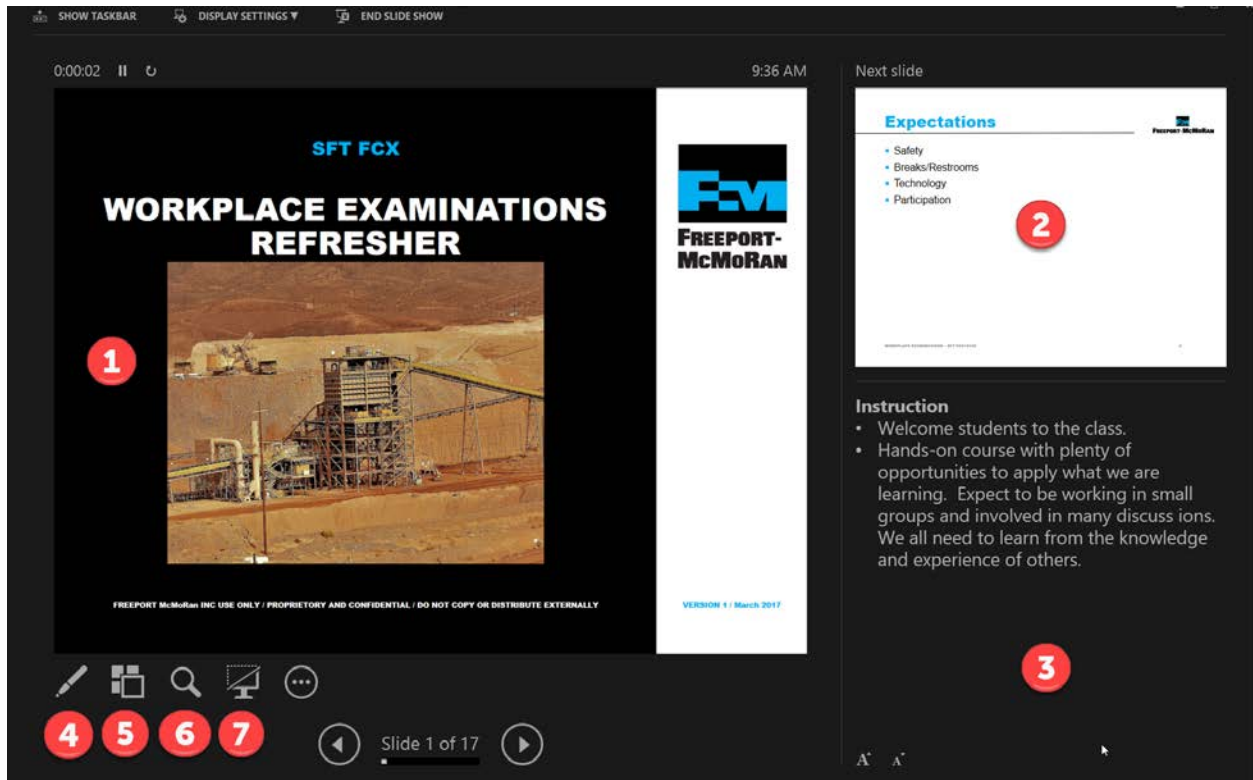 SHOW TASKBAR DISPLAY SETTINGS ▼ END SLIDE SHOW
0:00:02 9:36 AM
SFT FCX
WORKPLACE EXAMINATIONS
REFRESHER
FREEPORT-
MCMORAN
1
FREEPORT McMoRan INC USE ONLY / PROPRIETORY AND CONFIDENTIAL / DO NOT COPY OR DISTRIBUTE EXTERNALLY
VERSION 1 / March 2017
Next slide
Expectations
FREEPORT-MCMORAN
• Safety
• Breaks/Restrooms
• Technology
• Participation
2
Instruction
• Welcome students to the class.
• Hands-on course with plenty of
opportunities to apply what we are
learning. Expect to be working in small
groups and involved in many discuss ions.
We all need to learn from the knowledge
and experience of others.
3
4 5 6 7
Slide 1 of 17
A A